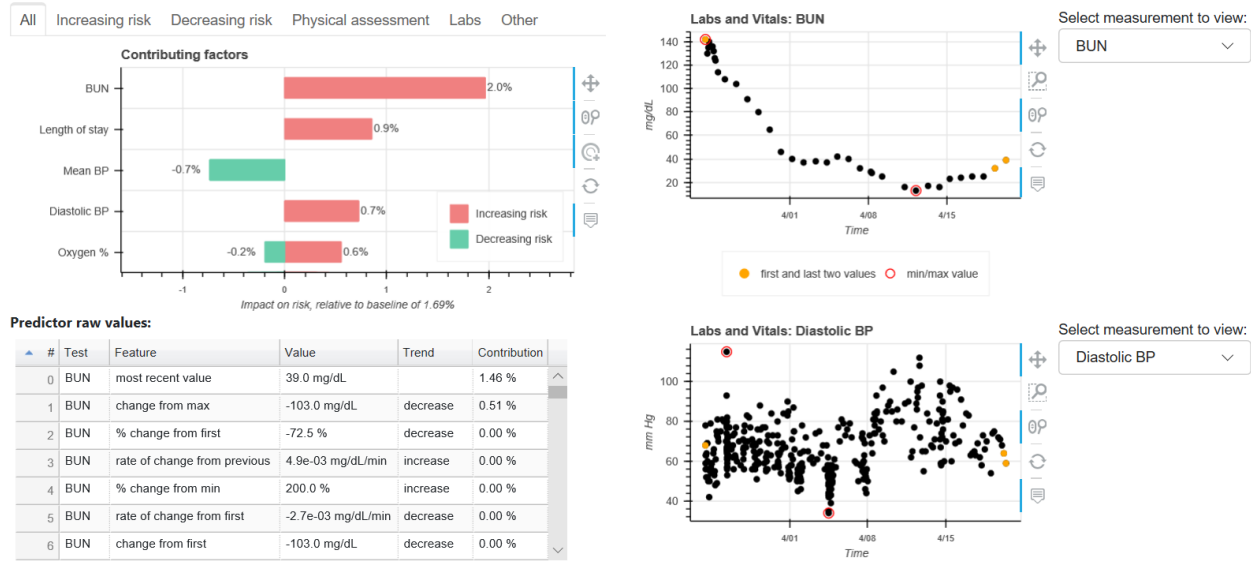 All Increasing risk Decreasing risk Physical assessment Labs Other
Contributing factors
BUN 2.0%
Length of stay 0.9%
Mean BP -0.7%
Diastolic BP 0.7%
Oxygen % -0.2% 0.6%
Increasing risk
Decreasing risk
-1 0 1 2
Impact on risk, relative to baseline of 1.69%
Predictor raw values:
# Test Feature Value Trend Contribution
0 BUN most recent value 39.0 mg/dL 1.46 %
1 BUN change from max -103.0 mg/dL decrease 0.51 %
2 BUN % change from first -72.5 % decrease 0.00 %
3 BUN rate of change from previous 4.9e-03 mg/dL/min increase 0.00 %
4 BUN % change from min 200.0 % increase 0.00 %
5 BUN rate of change from first -2.7e-03 mg/dL/min decrease 0.00 %
6 BUN change from first -103.0 mg/dL decrease 0.00 %
Labs and Vitals: BUN
140
120
100
80
60
40
20
mg/dL
4/01 4/08 4/15
Time
first and last two values min/max value
Select measurement to view:
BUN
Labs and Vitals: Diastolic BP
100
80
60
40
mm Hg
4/01 4/08 4/15
Time
Select measurement to view:
Diastolic BP